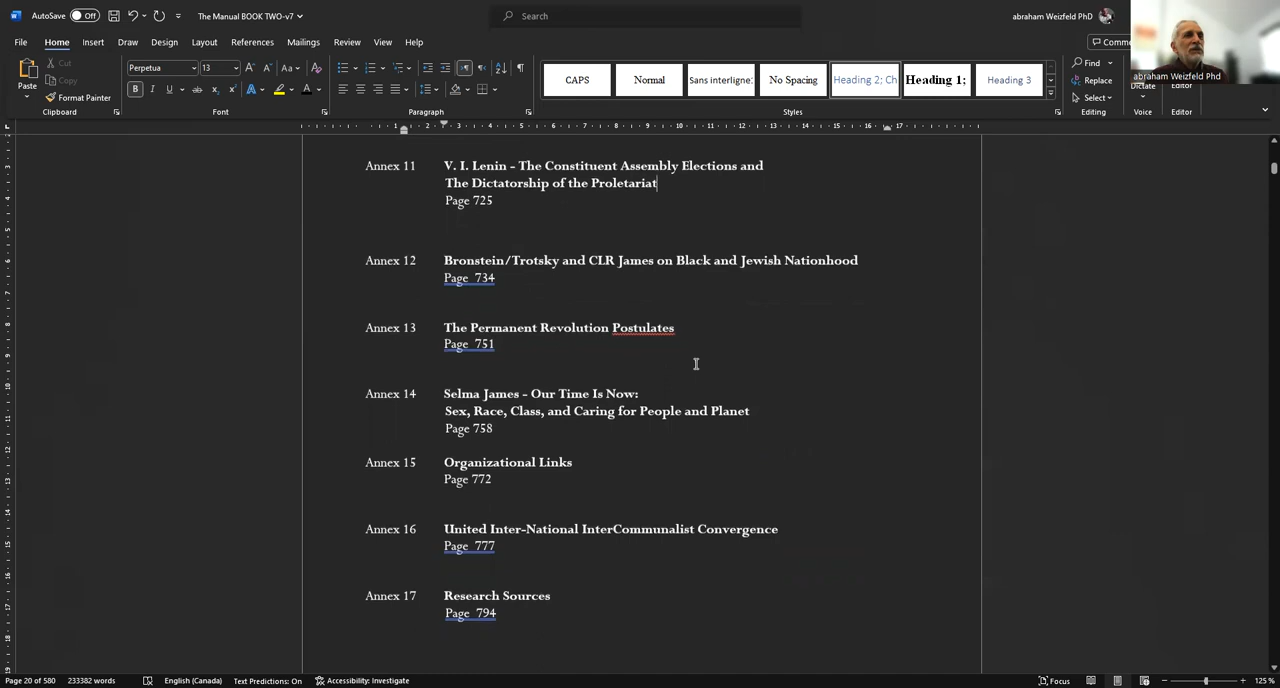 AutoSave Off The Manual BOOK TWO-v7 Search abraham Weizfeld PhD
File Home Insert Draw Design Layout References Mailings Review View Help Comme
abraham Weizfeld Phd
Paste Cut Copy Format Painter Clipboard
Perpetua 13 Font
Paragraph
CAPS Normal Sans interligne: No Spacing Heading 2; Ch Heading 1; Heading 3
Styles
Find Replace Select Editing
Dictate Voice
Editor Editor
Annex 11 V. I. Lenin - The Constituent Assembly Elections and
The Dictatorship of the Proletariat
Page 725
Annex 12 Bronstein/Trotsky and CLR James on Black and Jewish Nationhood
Page 734
Annex 13 The Permanent Revolution Postulates
Page 751
Annex 14 Selma James - Our Time Is Now:
Sex, Race, Class, and Caring for People and Planet
Page 758
Annex 15 Organizational Links
Page 772
Annex 16 United Inter-National InterCommunalist Convergence
Page 777
Annex 17 Research Sources
Page 794
Page 20 of 580 233382 words English (Canada) Text Predictions: On Accessibility: Investigate Focus 125 %